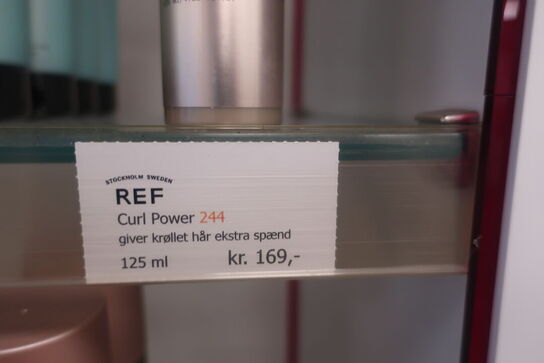 STOCKHOLM SWEDEN
REF
Curl Power 244
giver krøllet hår ekstra spænd
125 ml kr. 169,-